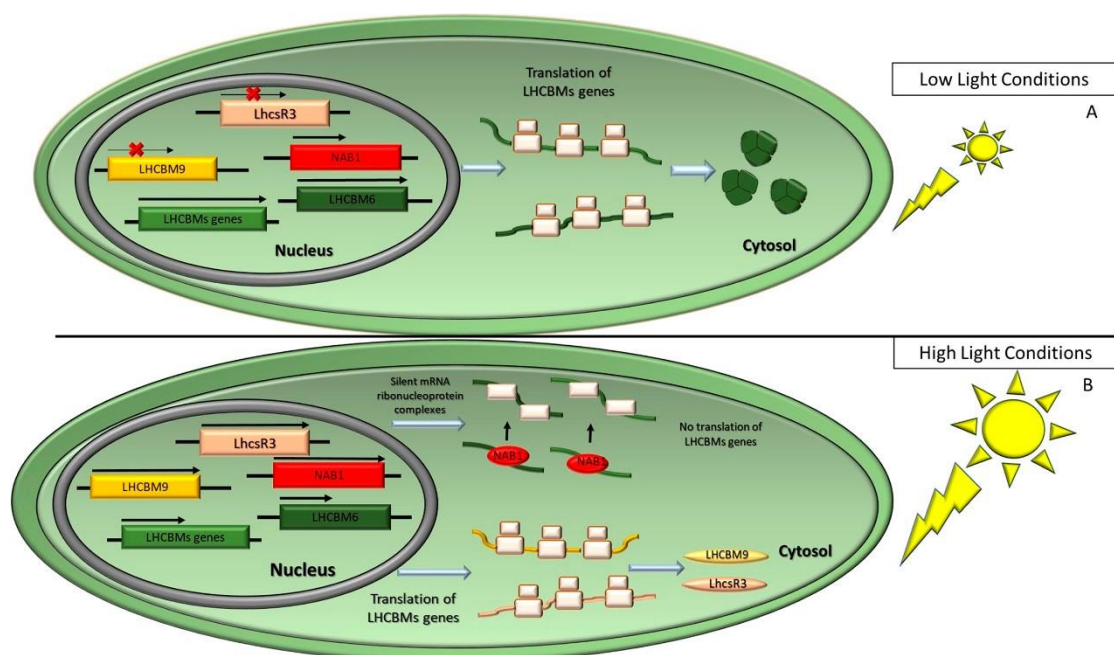 Low Light Conditions
A
Translation of
LHCBMs genes
LhcsR3
NAB1
LHCBM9
LHCBM6
LHCBMs genes
Nucleus
Cytosol
High Light Conditions
B
Silent mRNA
ribonucleoprotein
complexes
No translation of
LHCBMs genes
LhcsR3
NAB1
NAB1
NAB1
LHCBM9
LHCBM6
LHCBMs genes
Nucleus
Translation of
LHCBMs genes
LHCBM9
LhcsR3
Cytosol